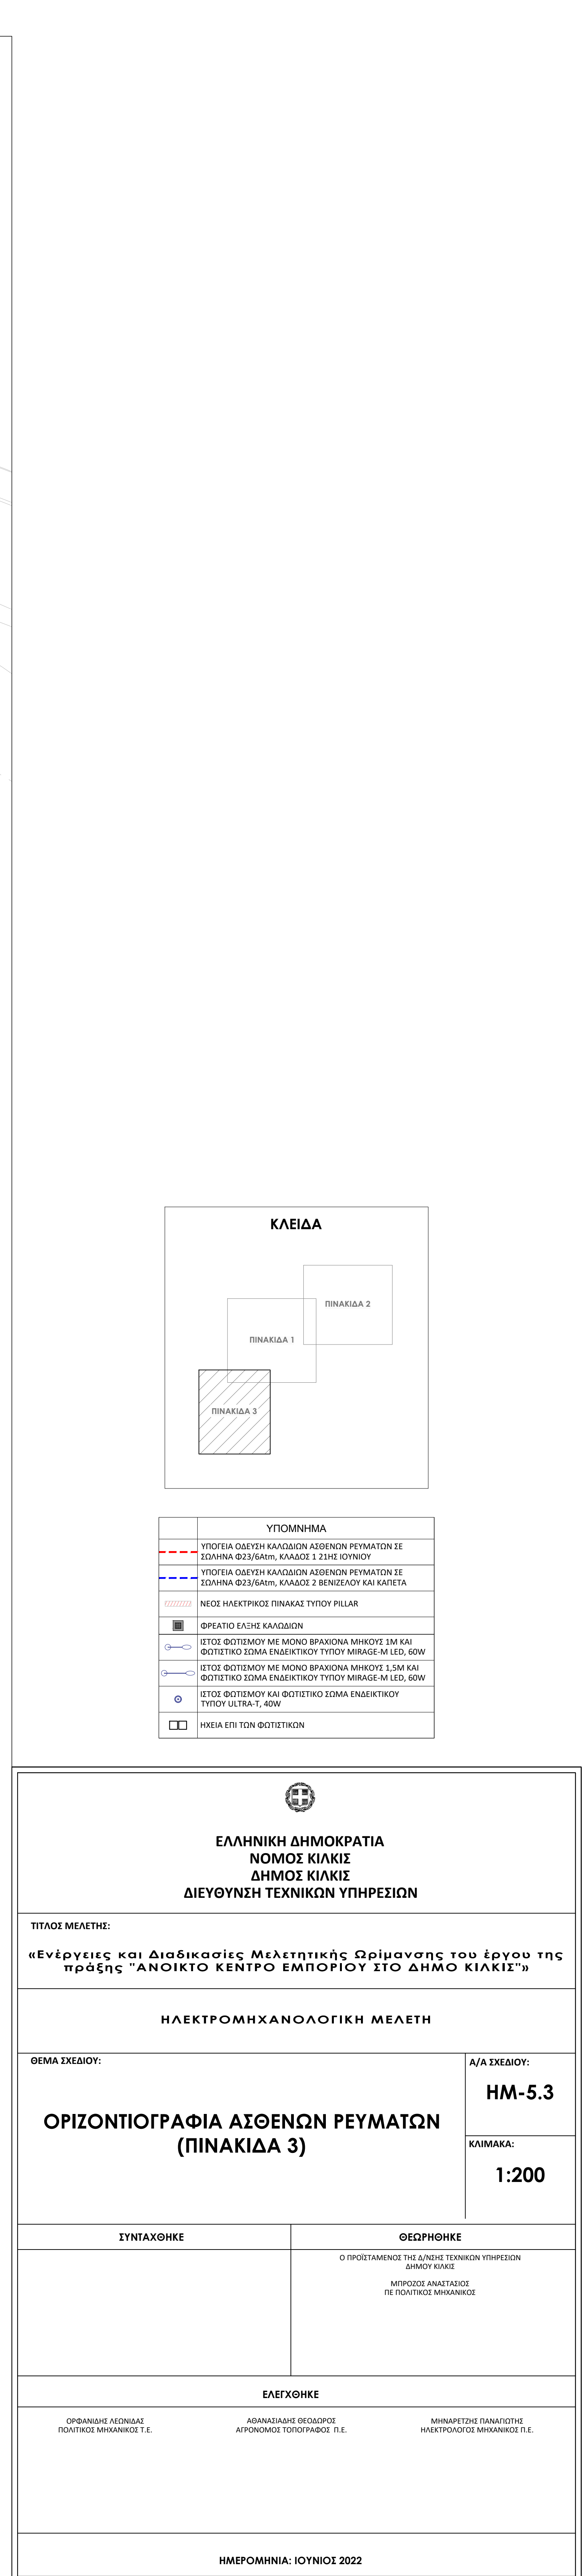 ΚΛΕΙΔΑ
ΠΙΝΑΚΙΔΑ 2
ΠΙΝΑΚΙΔΑ 1
ΠΙΝΑΚΙΔΑ 3
ΥΠΟΜΝΗΜΑ
ΥΠΟΓΕΙΑ ΟΔΕΥΣΗ ΚΑΛΩΔΙΩΝ ΑΣΘΕΝΩΝ ΡΕΥΜΑΤΩΝ ΣΕ
ΣΩΛΗΝΑ Φ23/6Atm, ΚΛΑΔΟΣ 1 21ΗΣ ΙΟΥΝΙΟΥ
ΥΠΟΓΕΙΑ ΟΔΕΥΣΗ ΚΑΛΩΔΙΩΝ ΑΣΘΕΝΩΝ ΡΕΥΜΑΤΩΝ ΣΕ
ΣΩΛΗΝΑ Φ23/6Atm, ΚΛΑΔΟΣ 2 ΒΕΝΙΖΕΛΟΥ ΚΑΙ ΚΑΠΕΤΑ
ΝΕΟΣ ΗΛΕΚΤΡΙΚΟΣ ΠΙΝΑΚΑΣ ΤΥΠΟΥ PILLAR
ΦΡΕΑΤΙΟ ΕΛΞΗΣ ΚΑΛΩΔΙΩΝ
ΙΣΤΟΣ ΦΩΤΙΣΜΟΥ ΜΕ ΜΟΝΟ ΒΡΑΧΙΟΝΑ ΜΗΚΟΥΣ 1Μ ΚΑΙ
ΦΩΤΙΣΤΙΚΟ ΣΩΜΑ ΕΝΔΕΙΚΤΙΚΟΥ ΤΥΠΟΥ MIRAGE-M LED, 60W
ΙΣΤΟΣ ΦΩΤΙΣΜΟΥ ΜΕ ΜΟΝΟ ΒΡΑΧΙΟΝΑ ΜΗΚΟΥΣ 1,5Μ ΚΑΙ
ΦΩΤΙΣΤΙΚΟ ΣΩΜΑ ΕΝΔΕΙΚΤΙΚΟΥ ΤΥΠΟΥ MIRAGE-M LED, 60W
ΙΣΤΟΣ ΦΩΤΙΣΜΟΥ ΚΑΙ ΦΩΤΙΣΤΙΚΟ ΣΩΜΑ ΕΝΔΕΙΚΤΙΚΟΥ
ΤΥΠΟΥ ULTRA-T, 40W
ΗΧΕΙΑ ΕΠΙ ΤΩΝ ΦΩΤΙΣΤΙΚΩΝ
ΕΛΛΗΝΙΚΗ ΔΗΜΟΚΡΑΤΙΑ
ΝΟΜΟΣ ΚΙΛΚΙΣ
ΔΗΜΟΣ ΚΙΛΚΙΣ
ΔΙΕΥΘΥΝΣΗ ΤΕΧΝΙΚΩΝ ΥΠΗΡΕΣΙΩΝ
ΤΙΤΛΟΣ ΜΕΛΕΤΗΣ:
«Ενέργειες και Διαδικασίες Μελετητικής Ωρίμανσης του έργου της
πράξης "ΑΝΟΙΚΤΟ ΚΕΝΤΡΟ ΕΜΠΟΡΙΟΥ ΣΤΟ ΔΗΜΟ ΚΙΛΚΙΣ"»
ΗΛΕΚΤΡΟΜΗΧΑΝΟΛΟΓΙΚΗ ΜΕΛΕΤΗ
ΘΕΜΑ ΣΧΕΔΙΟΥ:
ΟΡΙΖΟΝΤΙΟΓΡΑΦΙΑ ΑΣΘΕΝΩΝ ΡΕΥΜΑΤΩΝ
(ΠΙΝΑΚΙΔΑ 3)
Α/Α ΣΧΕΔΙΟΥ:
ΗΜ-5.3
ΚΛΙΜΑΚΑ:
1:200
ΣΥΝΤΑΧΘΗΚΕ
ΘΕΩΡΗΘΗΚΕ
Ο ΠΡΟΪΣΤΑΜΕΝΟΣ ΤΗΣ Δ/ΝΣΗΣ ΤΕΧΝΙΚΩΝ ΥΠΗΡΕΣΙΩΝ
ΔΗΜΟΥ ΚΙΛΚΙΣ
ΜΠΡΟΖΟΣ ΑΝΑΣΤΑΣΙΟΣ
ΠΕ ΠΟΛΙΤΙΚΟΣ ΜΗΧΑΝΙΚΟΣ
ΕΛΕΓΧΘΗΚΕ
ΟΡΦΑΝΙΔΗΣ ΛΕΩΝΙΔΑΣ
ΠΟΛΙΤΙΚΟΣ ΜΗΧΑΝΙΚΟΣ Τ.Ε.
ΑΘΑΝΑΣΙΑΔΗΣ ΘΕΟΔΩΡΟΣ
ΑΓΡΟΝΟΜΟΣ ΤΟΠΟΓΡΑΦΟΣ Π.Ε.
ΜΗΝΑΡΕΤΖΗΣ ΠΑΝΑΓΙΩΤΗΣ
ΗΛΕΚΤΡΟΛΟΓΟΣ ΜΗΧΑΝΙΚΟΣ Π.Ε.
ΗΜΕΡΟΜΗΝΙΑ: ΙΟΥΝΙΟΣ 2022